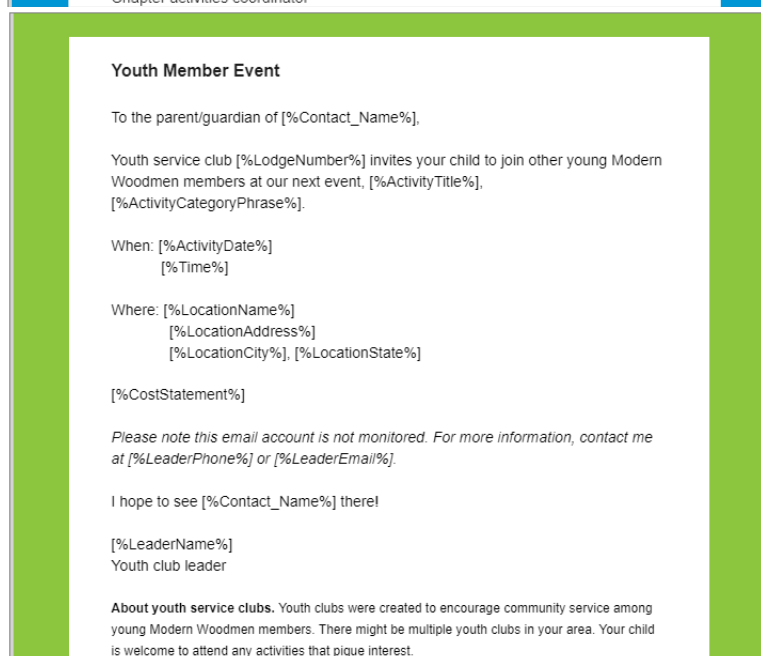 Chapter activities coordinator
Youth Member Event
To the parent/guardian of [%Contact_Name%],
Youth service club [%LodgeNumber%] invites your child to join other young Modern
Woodmen members at our next event, [%ActivityTitle%],
[%ActivityCategoryPhrase%].
When: [%ActivityDate%]
[%Time%]
Where: [%LocationName%]
[%LocationAddress%]
[%LocationCity%], [%LocationState%]
[%CostStatement%]
Please note this email account is not monitored. For more information, contact me
at [%LeaderPhone%] or [%LeaderEmail%].
I hope to see [%Contact_Name%] there!
[%LeaderName%]
Youth club leader
About youth service clubs. Youth clubs were created to encourage community service among
young Modern Woodmen members. There might be multiple youth clubs in your area. Your child
is welcome to attend any activities that pique interest.